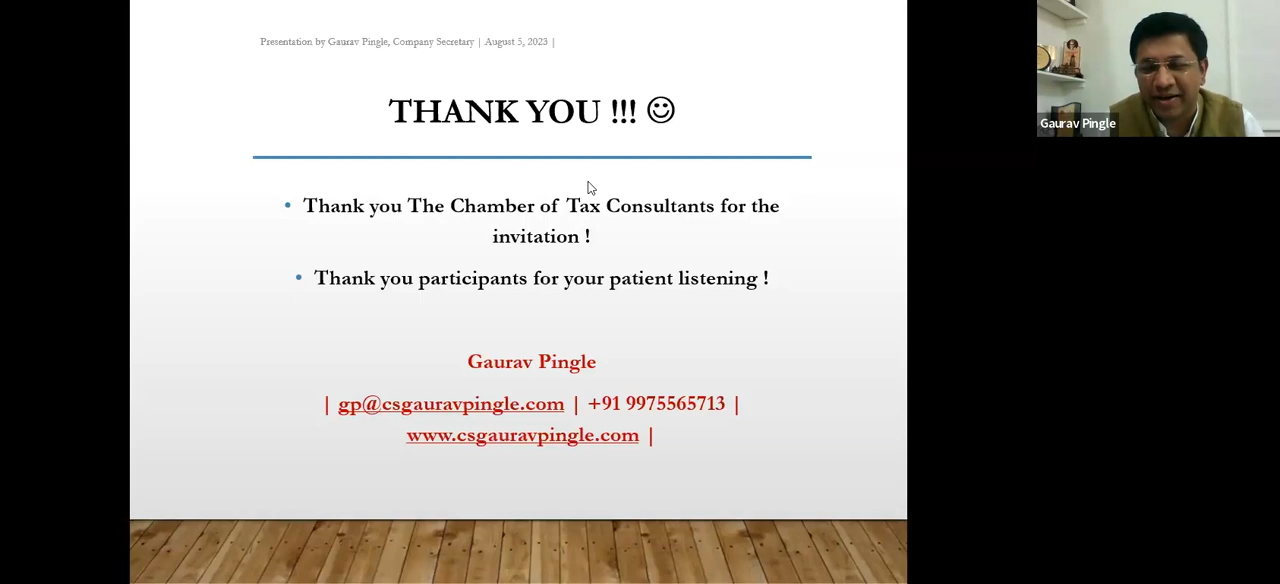 Presentation by Gaurav Pingle, Company Secretary | August 5, 2023 |
THANK YOU !!! ☺
• Thank you The Chamber of Tax Consultants for the
invitation !
• Thank you participants for your patient listening !
Gaurav Pingle
| gp@csgauravpingle.com | +91 9975565713 |
www.csgauravpingle.com |
Gaurav Pingle